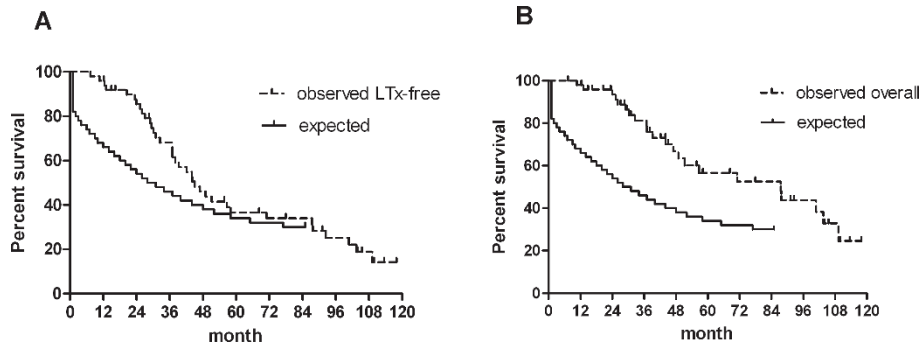 A
Percent survival
100
80
60
40
20
0
0 12 24 36 48 60 72 84 96 108 120
month
observed LTx-free
expected
B
Percent survival
100
80
60
40
20
0
0 12 24 36 48 60 72 84 96 108 120
month
observed overall
expected